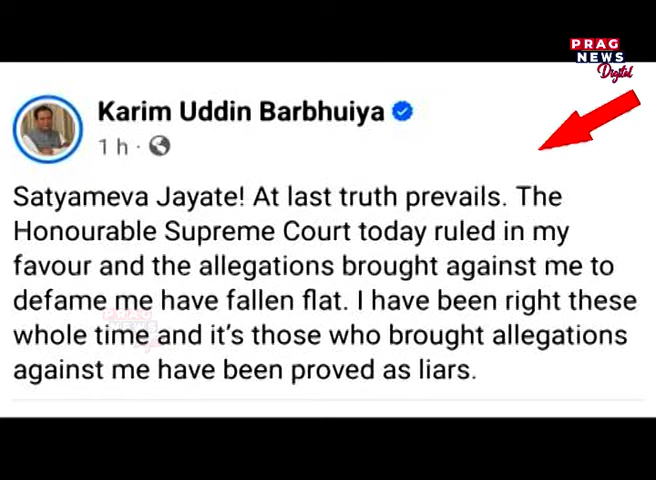 PRAG
NEWS
Digital
Karim Uddin Barbhuiya
1 h ·
Satyameva Jayate! At last truth prevails. The
Honourable Supreme Court today ruled in my
favour and the allegations brought against me to
defame me have fallen flat. I have been right these
whole time and it's those who brought allegations
against me have been proved as liars.
PRAG
NEWS